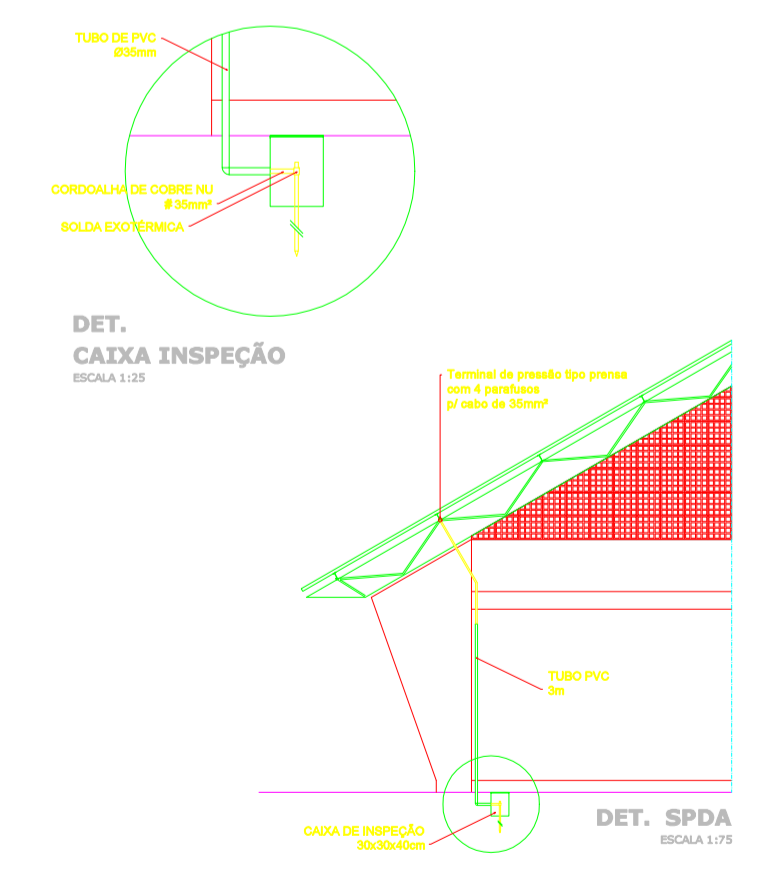 TUBO DE PVC
Ø35mm
CORDOALHA DE COBRE NU
Ø 35mm²
SOLDA EXOTÉRMICA
DET.
CAIXA INSPEÇÃO
ESCALA 1:25
Terminal de pressão tipo prensa
com 4 parafusos
p/ cabo de 35mm²
TUBO PVC
3m
CAIXA DE INSPEÇÃO
30x30x40cm
DET. SPDA
ESCALA 1:75